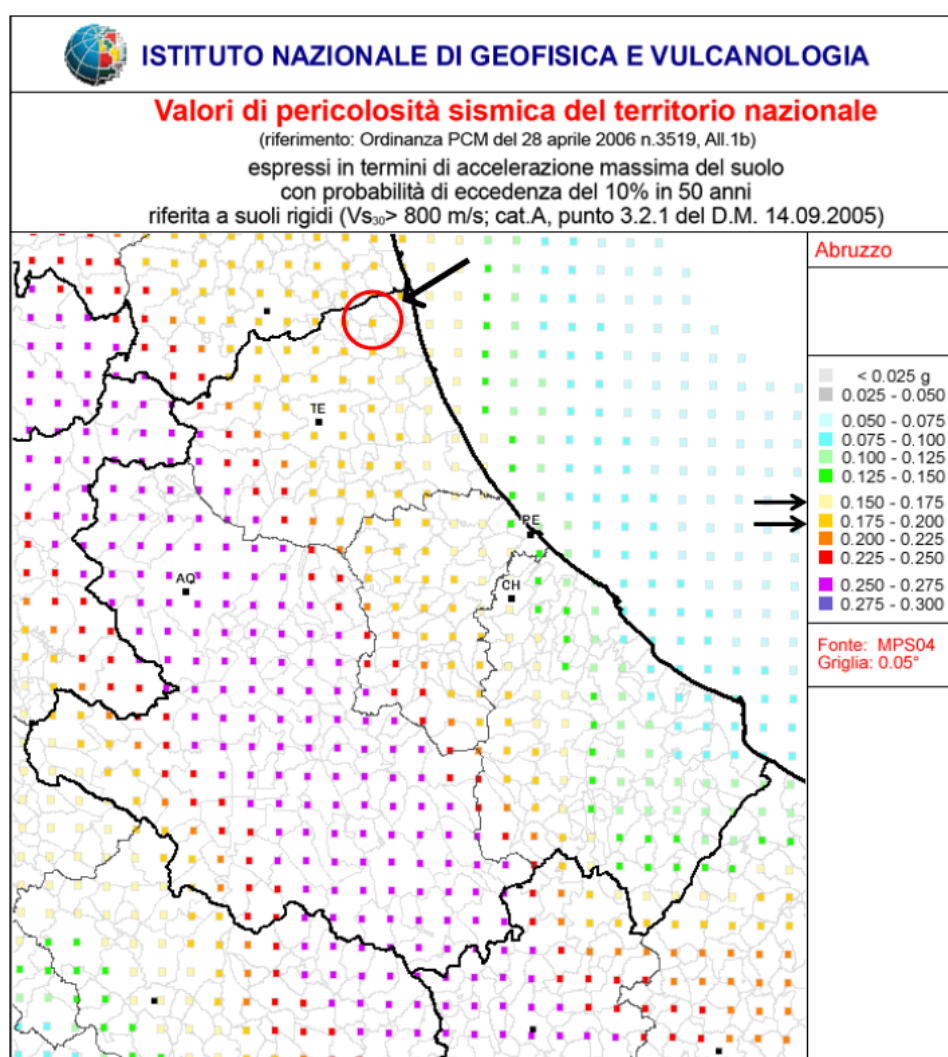 ISTITUTO NAZIONALE DI GEOFISICA E VULCANOLOGIA
Valori di pericolosità sismica del territorio nazionale
(riferimento: Ordinanza PCM del 28 aprile 2006 n.3519, All.1b)
espressi in termini di accelerazione massima del suolo
con probabilità di eccedenza del 10% in 50 anni
riferita a suoli rigidi (Vs₃₀> 800 m/s; cat.A, punto 3.2.1 del D.M. 14.09.2005)
Abruzzo
< 0.025 g
0.025 - 0.050
0.050 - 0.075
0.075 - 0.100
0.100 - 0.125
0.125 - 0.150
0.150 - 0.175
0.175 - 0.200
0.200 - 0.225
0.225 - 0.250
0.250 - 0.275
0.275 - 0.300
Fonte: MPS04
Griglia: 0.05°
TE
PE
AQ
CH